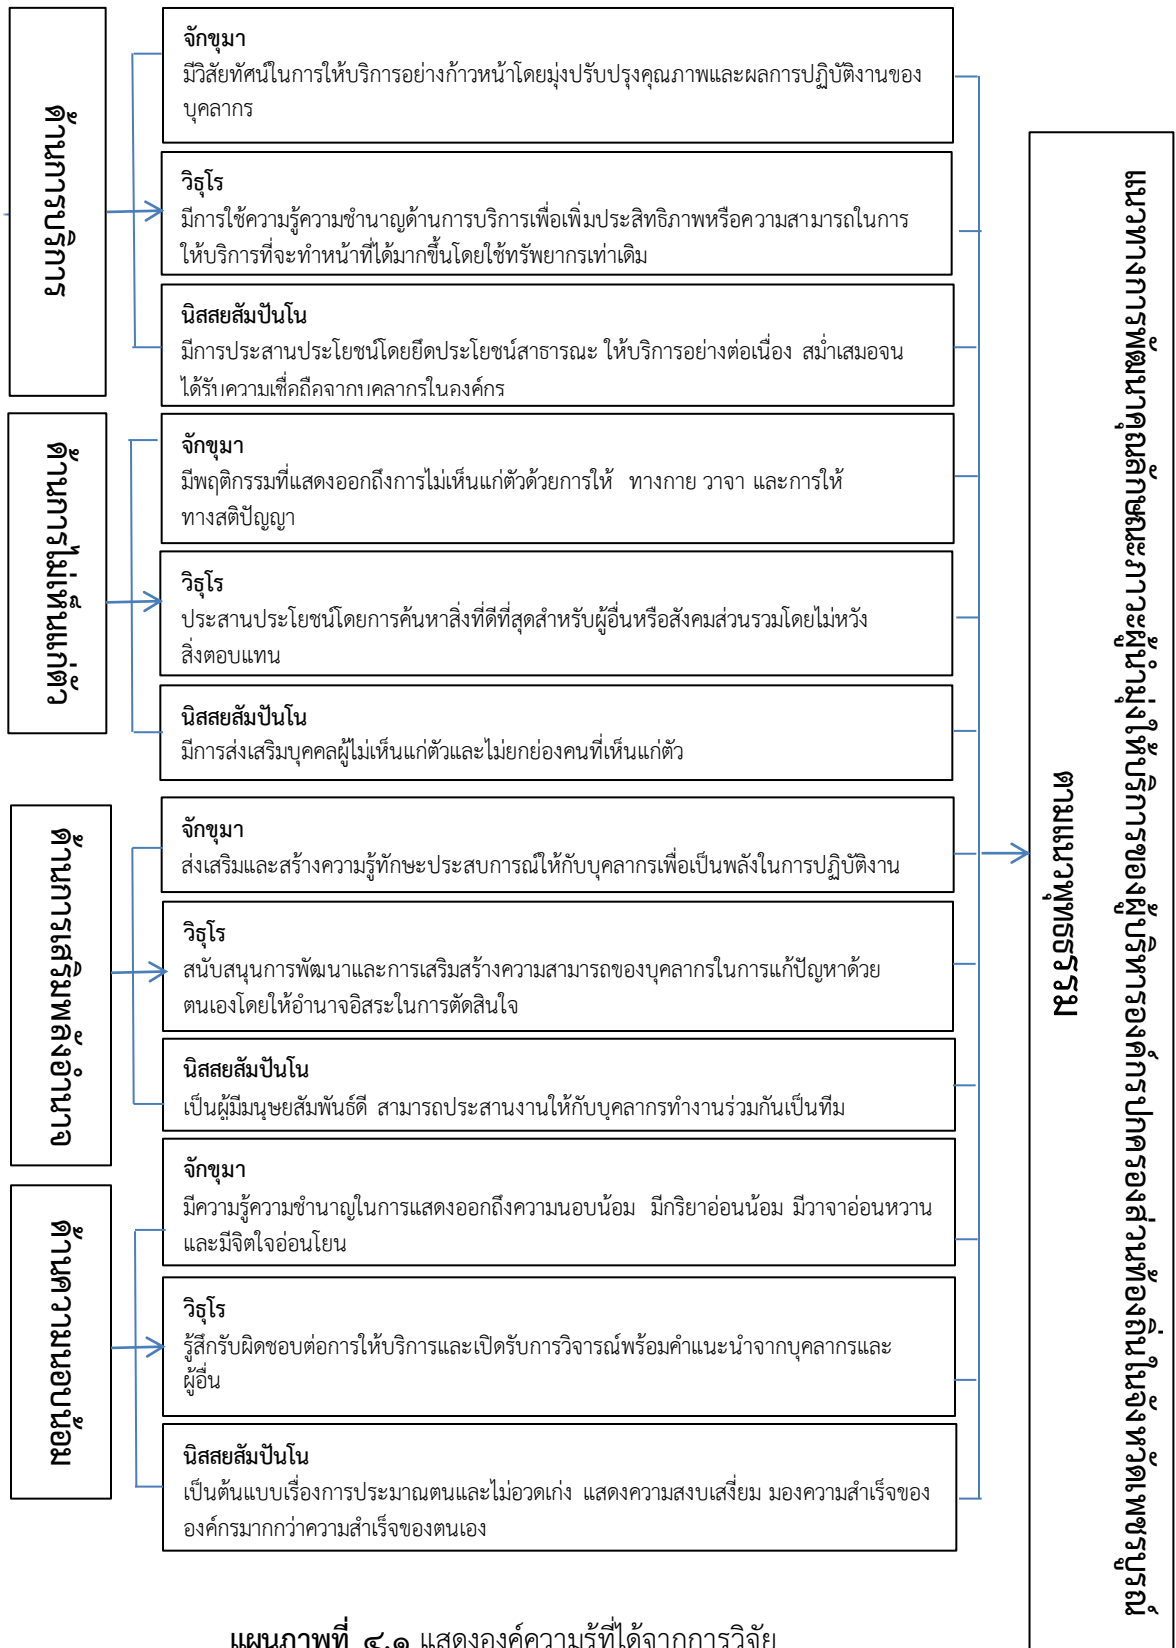 ด้านการบริการ
จักขุมา
มีวิสัยทัศน์ในการให้บริการอย่างก้าวหน้าโดยมุ่งปรับปรุงคุณภาพและผลการปฏิบัติงานของ
บุคลากร
วิธุโร
มีการใช้ความรู้ความชำนาญด้านการบริการเพื่อเพิ่มประสิทธิภาพหรือความสามารถในการ
ให้บริการที่จะทำหน้าที่ได้มากขึ้นโดยใช้ทรัพยากรเท่าเดิม
นิสสยสัมปันโน
มีการประสานประโยชน์โดยยึดประโยชน์สาธารณะ ให้บริการอย่างต่อเนื่อง สม่ำเสมอจน
ได้รับความเชื่อถือจากบุคลากรในองค์กร
ด้านการไม่เห็นแก่ตัว
จักขุมา
มีพฤติกรรมที่แสดงออกถึงการไม่เห็นแก่ตัวด้วยการให้ ทางกาย วาจา และการให้
ทางสติปัญญา
วิธุโร
ประสานประโยชน์โดยการค้นหาสิ่งที่ดีที่สุดสำหรับผู้อื่นหรือสังคมส่วนรวมโดยไม่หวัง
สิ่งตอบแทน
นิสสยสัมปันโน
มีการส่งเสริมบุคคลผู้ไม่เห็นแก่ตัวและไม่ยกย่องคนที่เห็นแก่ตัว
ด้านการเสริมพลังอำนาจ
จักขุมา
ส่งเสริมและสร้างความรู้ทักษะประสบการณ์ให้กับบุคลากรเพื่อเป็นพลังในการปฏิบัติงาน
วิธุโร
สนับสนุนการพัฒนาและการเสริมสร้างความสามารถของบุคลากรในการแก้ปัญหาด้วย
ตนเองโดยให้อำนาจอิสระในการตัดสินใจ
นิสสยสัมปันโน
เป็นผู้มีมนุษยสัมพันธ์ดี สามารถประสานงานให้กับบุคลากรทำงานร่วมกันเป็นทีม
ด้านความนอบน้อม
จักขุมา
มีความรู้ความชำนาญในการแสดงออกถึงความนอบน้อม มีกริยาอ่อนน้อม มีวาจาอ่อนหวาน
และมีจิตใจอ่อนโยน
วิธุโร
รู้สึกรับผิดชอบต่อการให้บริการและเปิดรับการวิจารณ์พร้อมคำแนะนำจากบุคลากรและ
ผู้อื่น
นิสสยสัมปันโน
เป็นต้นแบบเรื่องการประมาณตนและไม่อวดเก่ง แสดงความสงบเสงี่ยม มองความสำเร็จของ
องค์กรมากกว่าความสำเร็จของตนเอง
แนวทางการพัฒนาคุณลักษณะภาวะผู้นำมุ่งให้บริการของผู้บริหารองค์กรปกครองส่วนท้องถิ่นในจังหวัดเพชรบูรณ์
ตามแนวพุทธธรรม
แผนภาพที่ ๔.๑ แสดงองค์ความรู้ที่ได้จากการวิจัย